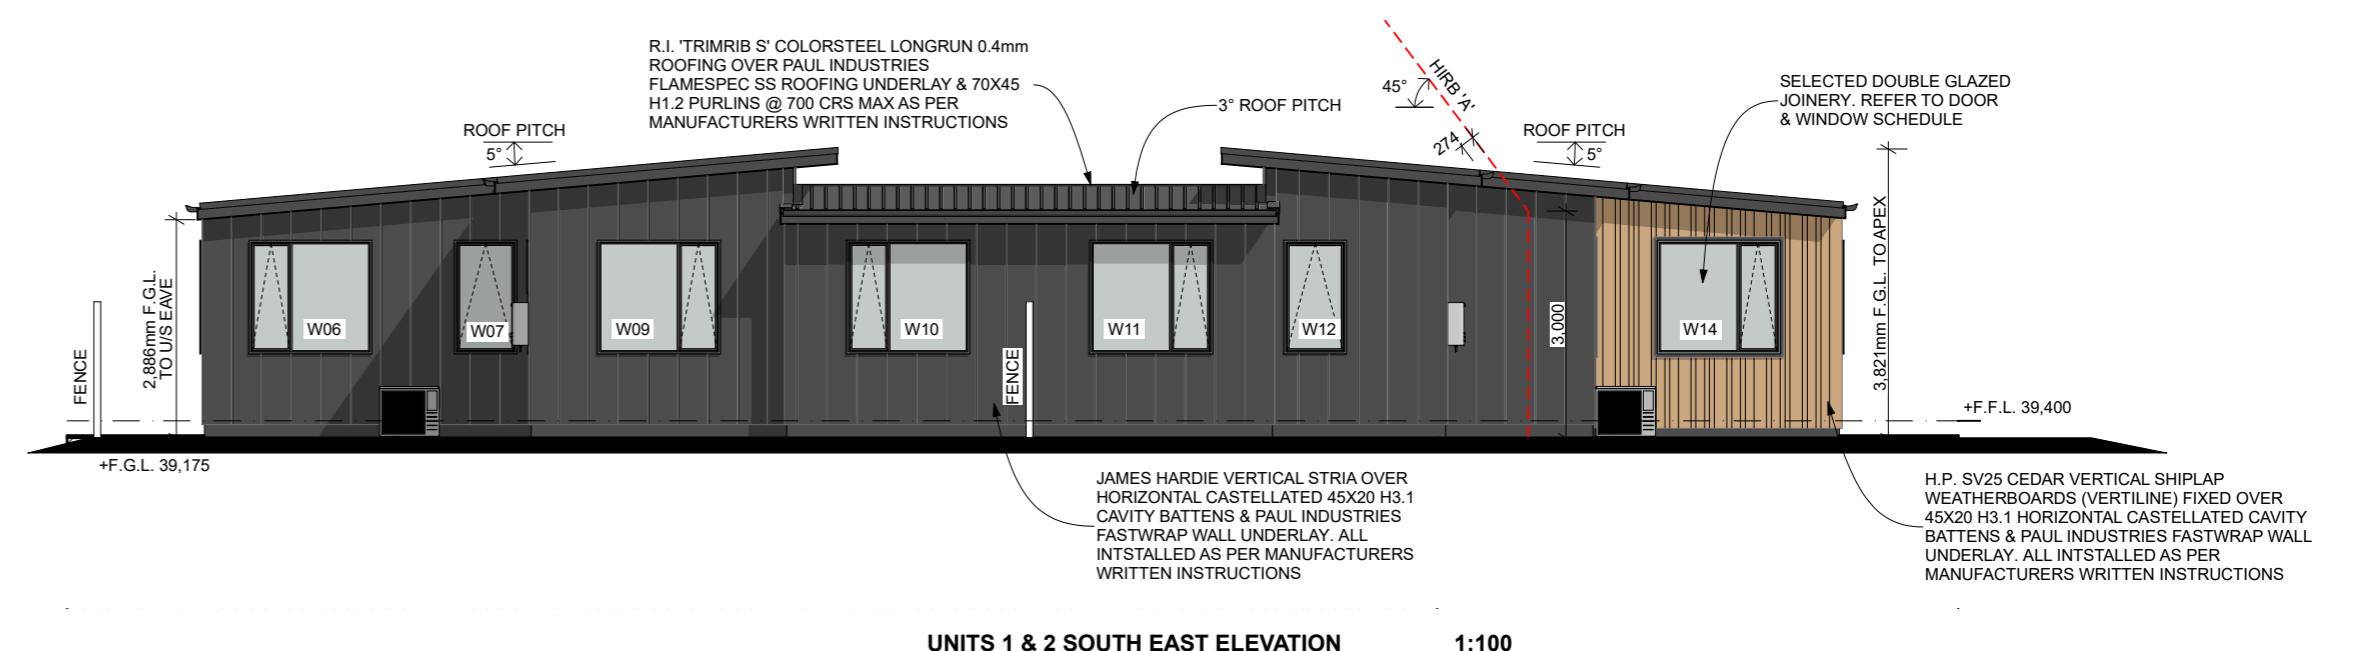 R.I. 'TRIMRIB S' COLORSTEEL LONGRUN 0.4mm
ROOFING OVER PAUL INDUSTRIES
FLAMESPEC SS ROOFING UNDERLAY & 70X45
H1.2 PURLINS @ 700 CRS MAX AS PER
MANUFACTURERS WRITTEN INSTRUCTIONS
3° ROOF PITCH
ROOF PITCH
5°
HIRB 'A'
45°
274
ROOF PITCH
5°
SELECTED DOUBLE GLAZED
JOINERY. REFER TO DOOR
& WINDOW SCHEDULE
FENCE
2,886mm F.G.L.
TO U/S EAVE
W06
W07
W09
W10
FENCE
W11
W12
3,000
W14
3,821mm F.G.L. TO APEX
+F.F.L. 39,400
+F.G.L. 39,175
JAMES HARDIE VERTICAL STRIA OVER
HORIZONTAL CASTELLATED 45X20 H3.1
CAVITY BATTENS & PAUL INDUSTRIES
FASTWRAP WALL UNDERLAY. ALL
INTSTALLED AS PER MANUFACTURERS
WRITTEN INSTRUCTIONS
H.P. SV25 CEDAR VERTICAL SHIPLAP
WEATHERBOARDS (VERTILINE) FIXED OVER
45X20 H3.1 HORIZONTAL CASTELLATED CAVITY
BATTENS & PAUL INDUSTRIES FASTWRAP WALL
UNDERLAY. ALL INTSTALLED AS PER
MANUFACTURERS WRITTEN INSTRUCTIONS
UNITS 1 & 2 SOUTH EAST ELEVATION 1:100